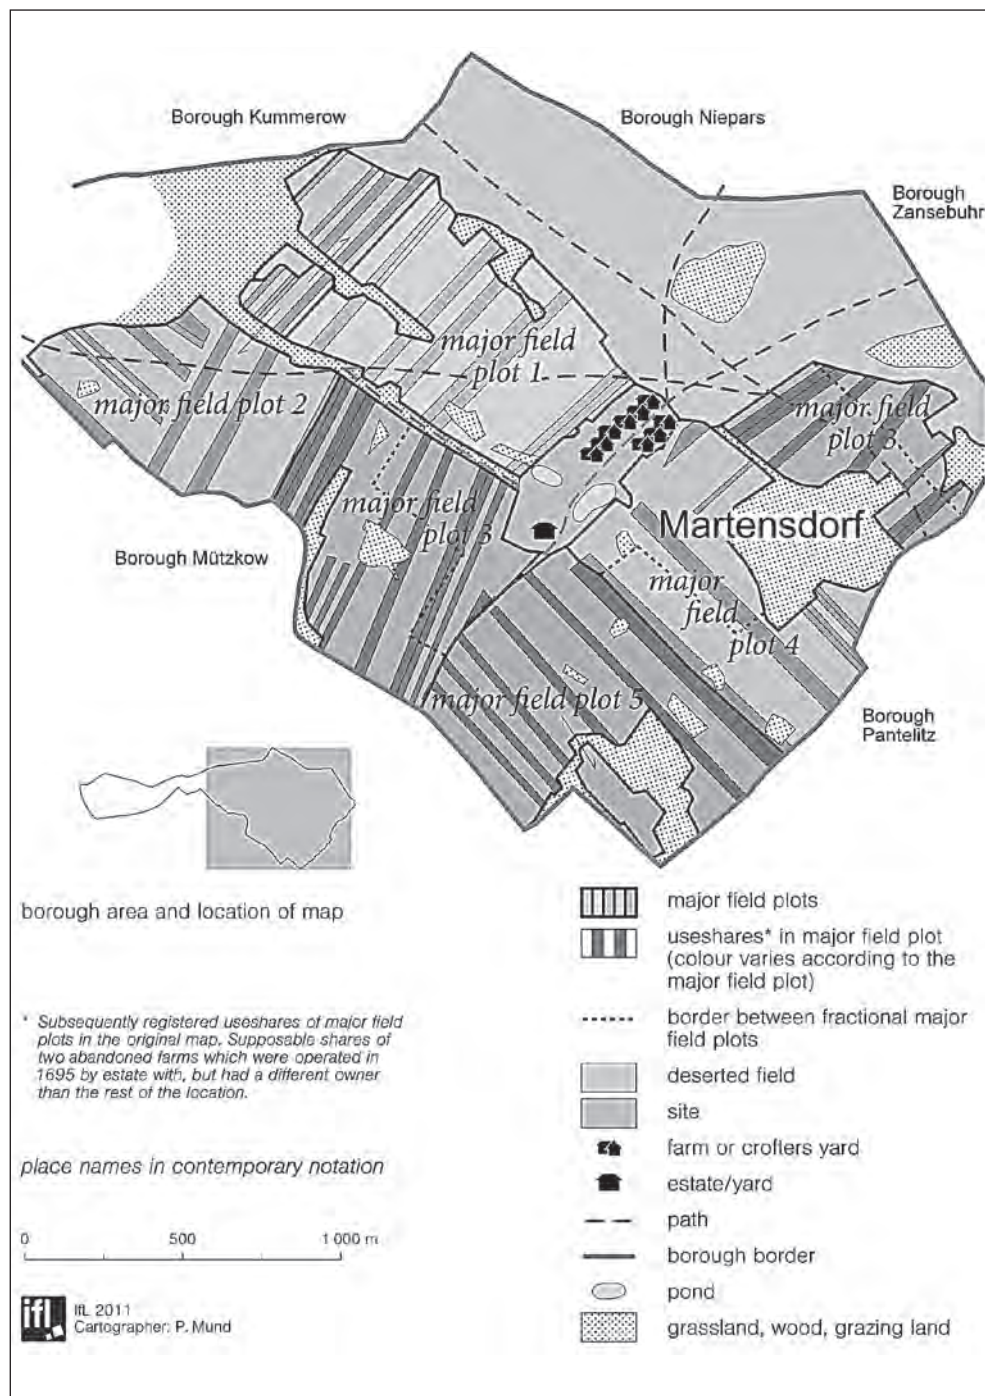 Borough Kummerow
Borough Niepars
Borough
Zansebuhr
major field
plot 1
major field plot 2
major field
plot 3
major field
plot 3
Martensdorf
Borough Mützkow
major
field
plot 4
major field plot 5
Borough
Pantelitz
borough area and location of map
* Subsequently registered useshares of major field
plots in the original map. Supposable shares of
two abandoned farms which were operated in
1695 by estate with, but had a different owner
than the rest of the location.
place names in contemporary notation
0 500 1 000 m
ifl
IfL 2011
Cartographer: P. Mund
major field plots
useshares* in major field plot
(colour varies according to the
major field plot)
border between fractional major
field plots
deserted field
site
farm or croflers yard
estate/yard
path
borough border
pond
grassland, wood, grazing land